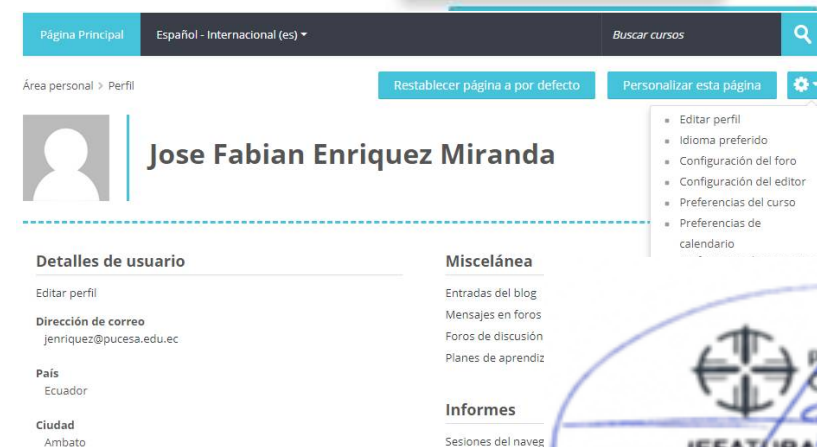 Página Principal
Español - Internacional (es)
Buscar cursos
Área personal > Perfil
Restablecer página a por defecto
Personalizar esta página
Editar perfil
Idioma preferido
Configuración del foro
Configuración del editor
Preferencias del curso
Preferencias de
calendario
Jose Fabian Enriquez Miranda
Detalles de usuario
Editar perfil
Dirección de correo
jenriquez@pucesa.edu.ec
País
Ecuador
Ciudad
Ambato
Miscelánea
Entradas del blog
Mensajes en foros
Foros de discusión
Planes de aprendiz
Informes
Sesiones del naveg